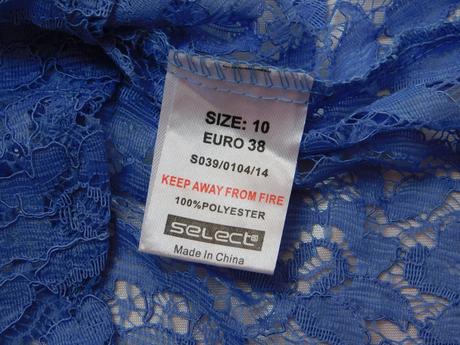 SIZE: 10
EURO 38
S039/0104/14
KEEP AWAY FROM FIRE
100%POLYESTER
select
Made In China